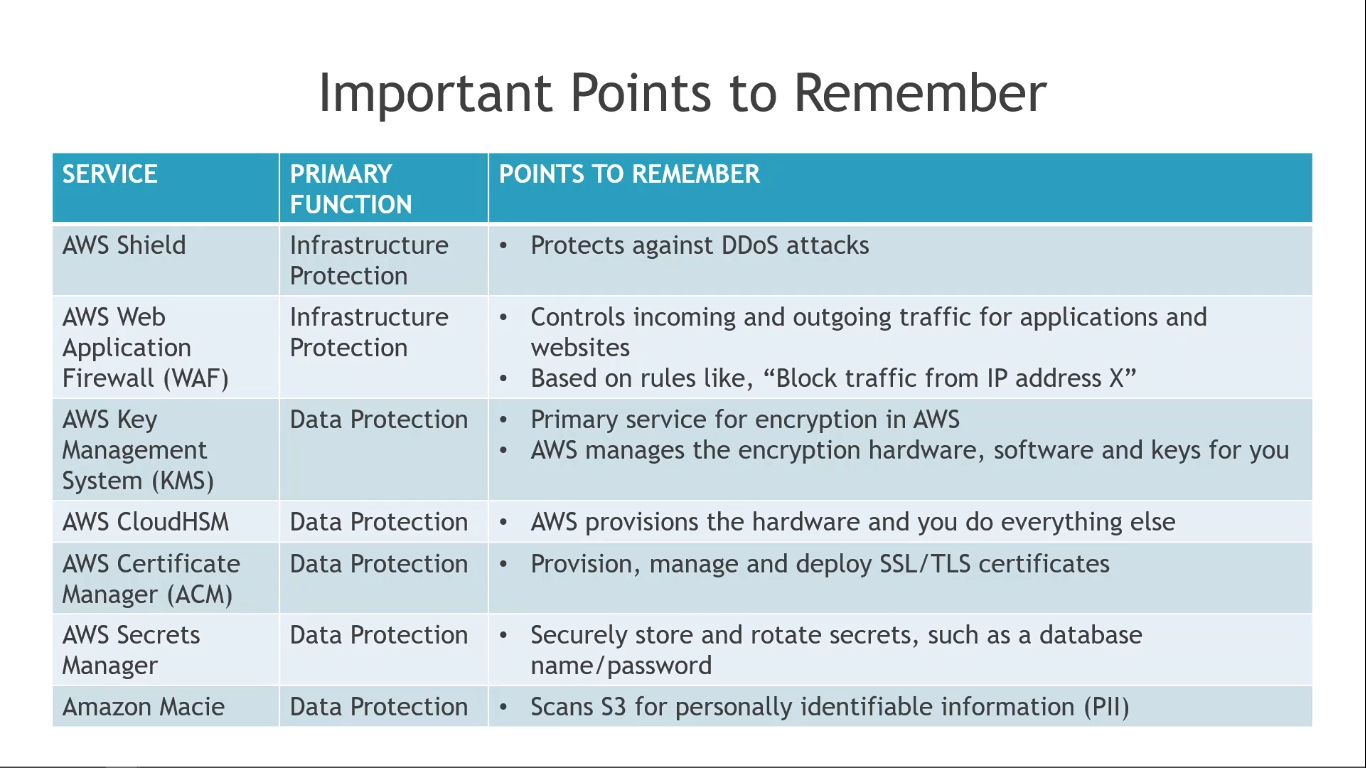 Important Points to Remember
SERVICE
PRIMARY
FUNCTION
POINTS TO REMEMBER
AWS Shield
Infrastructure
Protection
• Protects against DDoS attacks
AWS Web
Application
Firewall (WAF)
Infrastructure
Protection
• Controls incoming and outgoing traffic for applications and
websites
• Based on rules like, “Block traffic from IP address X”
AWS Key
Management
System (KMS)
Data Protection
• Primary service for encryption in AWS
• AWS manages the encryption hardware, software and keys for you
AWS CloudHSM
Data Protection
• AWS provisions the hardware and you do everything else
AWS Certificate
Manager (ACM)
Data Protection
• Provision, manage and deploy SSL/TLS certificates
AWS Secrets
Manager
Data Protection
• Securely store and rotate secrets, such as a database
name/password
Amazon Macie
Data Protection
• Scans S3 for personally identifiable information (PII)